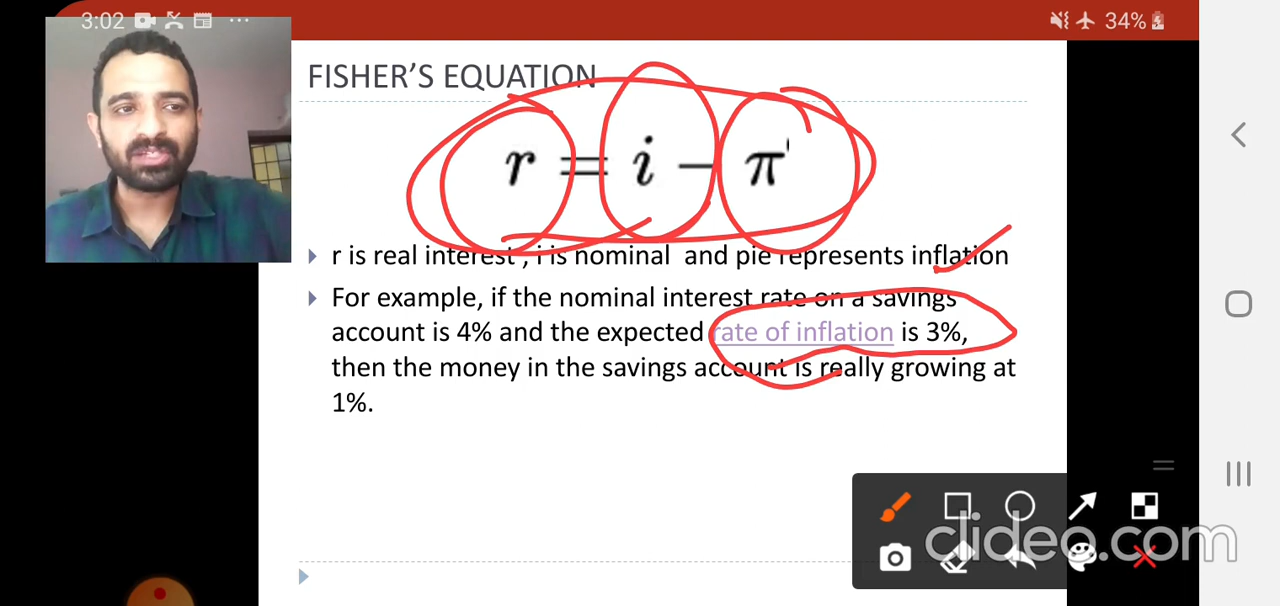 3:02
34%
FISHER'S EQUATION
r = i − π'
r is real interest , i is nominal and pie represents inflation
For example, if the nominal interest rate on a savings
account is 4% and the expected rate of inflation is 3%,
then the money in the savings account is really growing at
1%.
clideo.com